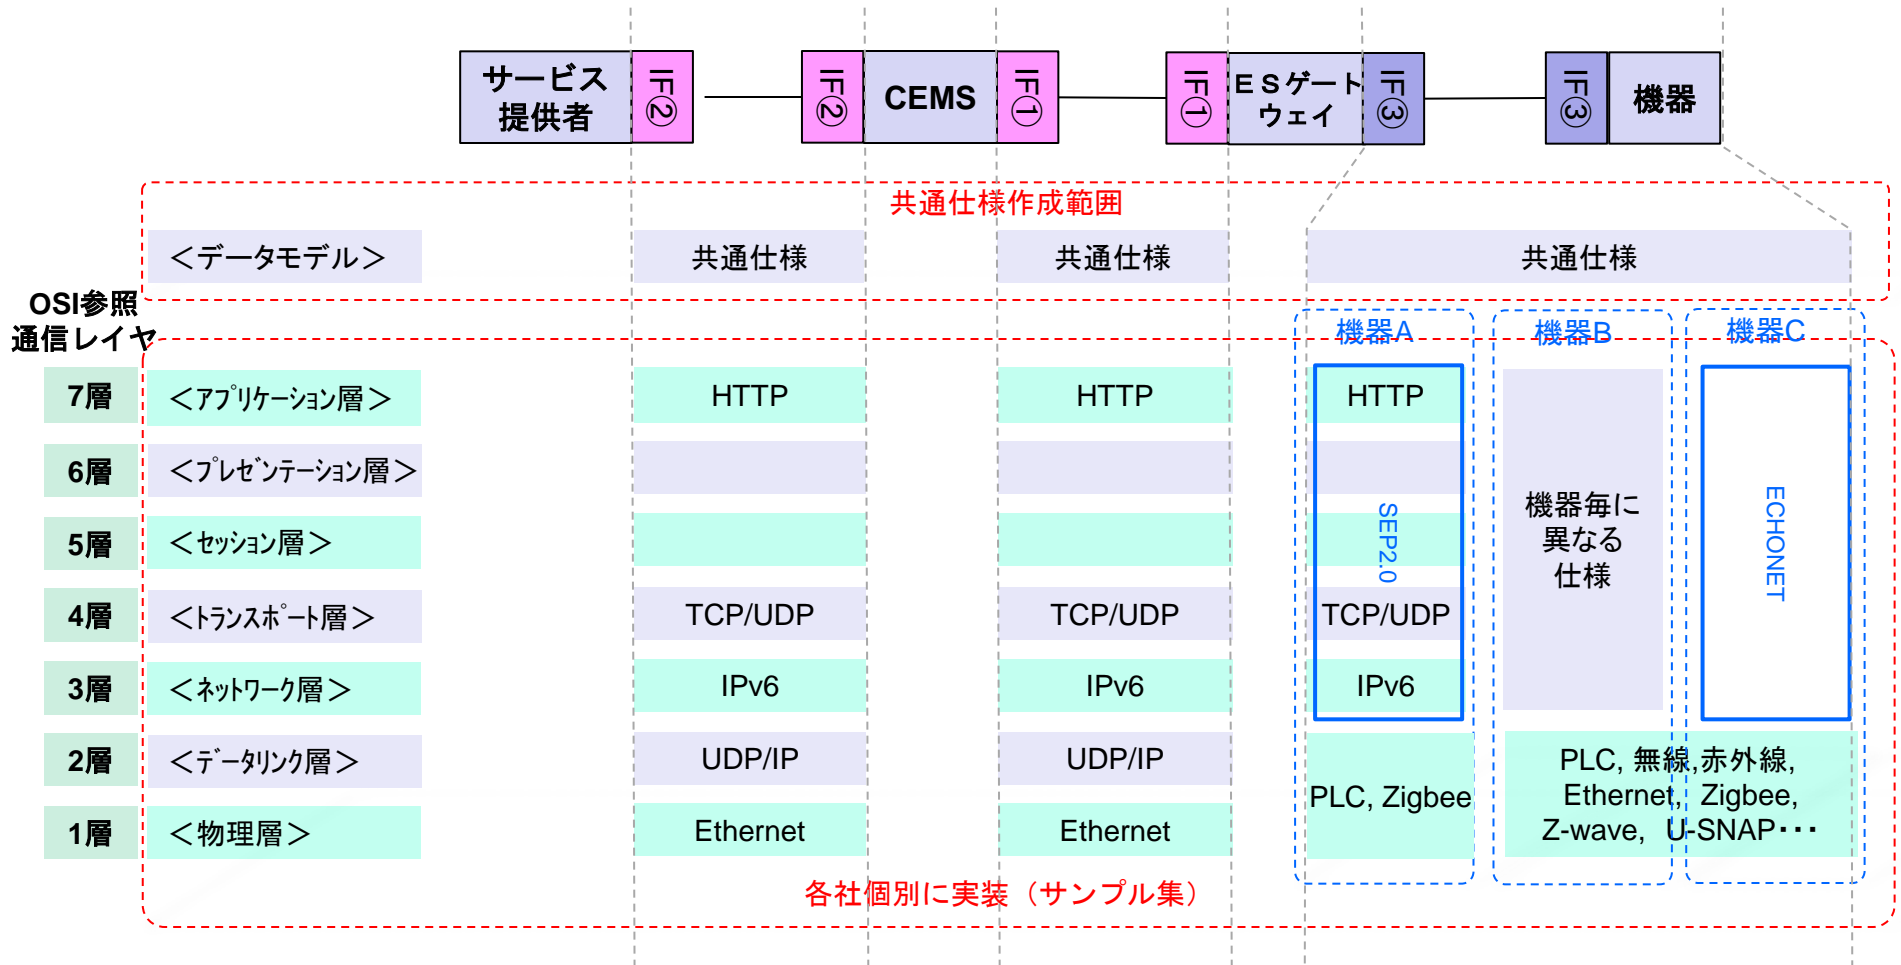 サービス
提供者
IF②
IF②
CEMS
IF①
IF①
ESゲート
ウェイ
IF③
IF③
機器
共通仕様作成範囲
＜データモデル＞
共通仕様
共通仕様
共通仕様
OSI参照
通信レイヤ
機器A
機器B
機器C
7層
＜ｱﾌﾟﾘｹｰｼｮﾝ層＞
HTTP
HTTP
HTTP
6層
＜ﾌﾟﾚｾﾞﾝﾃｰｼｮﾝ層＞
5層
＜ｾｯｼｮﾝ層＞
SEP2.0
機器毎に
異なる
仕様
ECHONET
4層
＜ﾄﾗﾝｽﾎﾟｰﾄ層＞
TCP/UDP
TCP/UDP
TCP/UDP
3層
＜ﾈｯﾄﾜｰｸ層＞
IPv6
IPv6
IPv6
2層
＜ﾃﾞｰﾀﾘﾝｸ層＞
UDP/IP
UDP/IP
PLC, Zigbee
PLC, 無線,赤外線,
Ethernet, Zigbee,
Z-wave, U-SNAP・・・
1層
＜物理層＞
Ethernet
Ethernet
各社個別に実装（サンプル集）